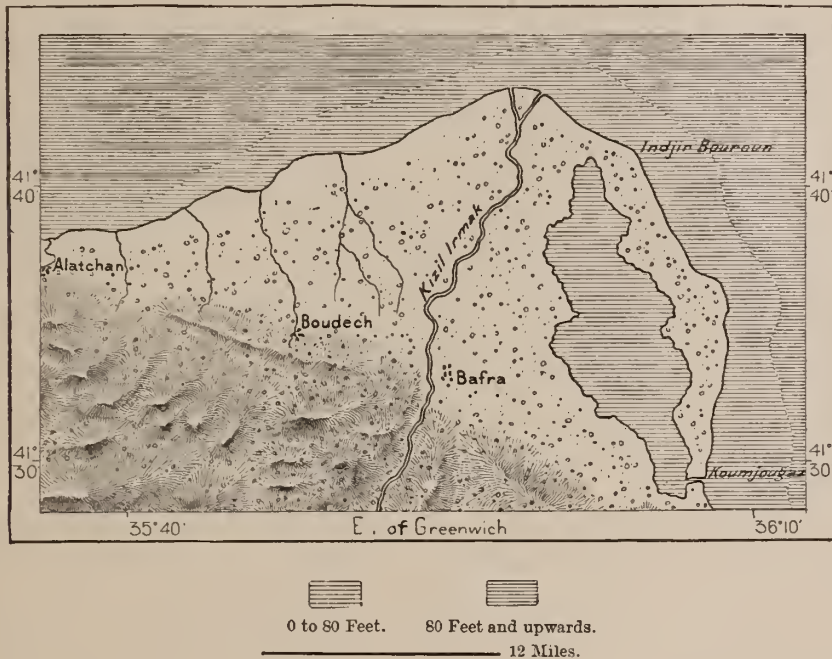 Indjir Bouroun
41°
40'
41°
40'
Kizil Irmak
Alatchan
Boudech
Bafra
41°
30'
41°
30'
Koumjougaz
35°40'
E. of Greenwich
36°10'
0 to 80 Feet.
80 Feet and upwards.
12 Miles.